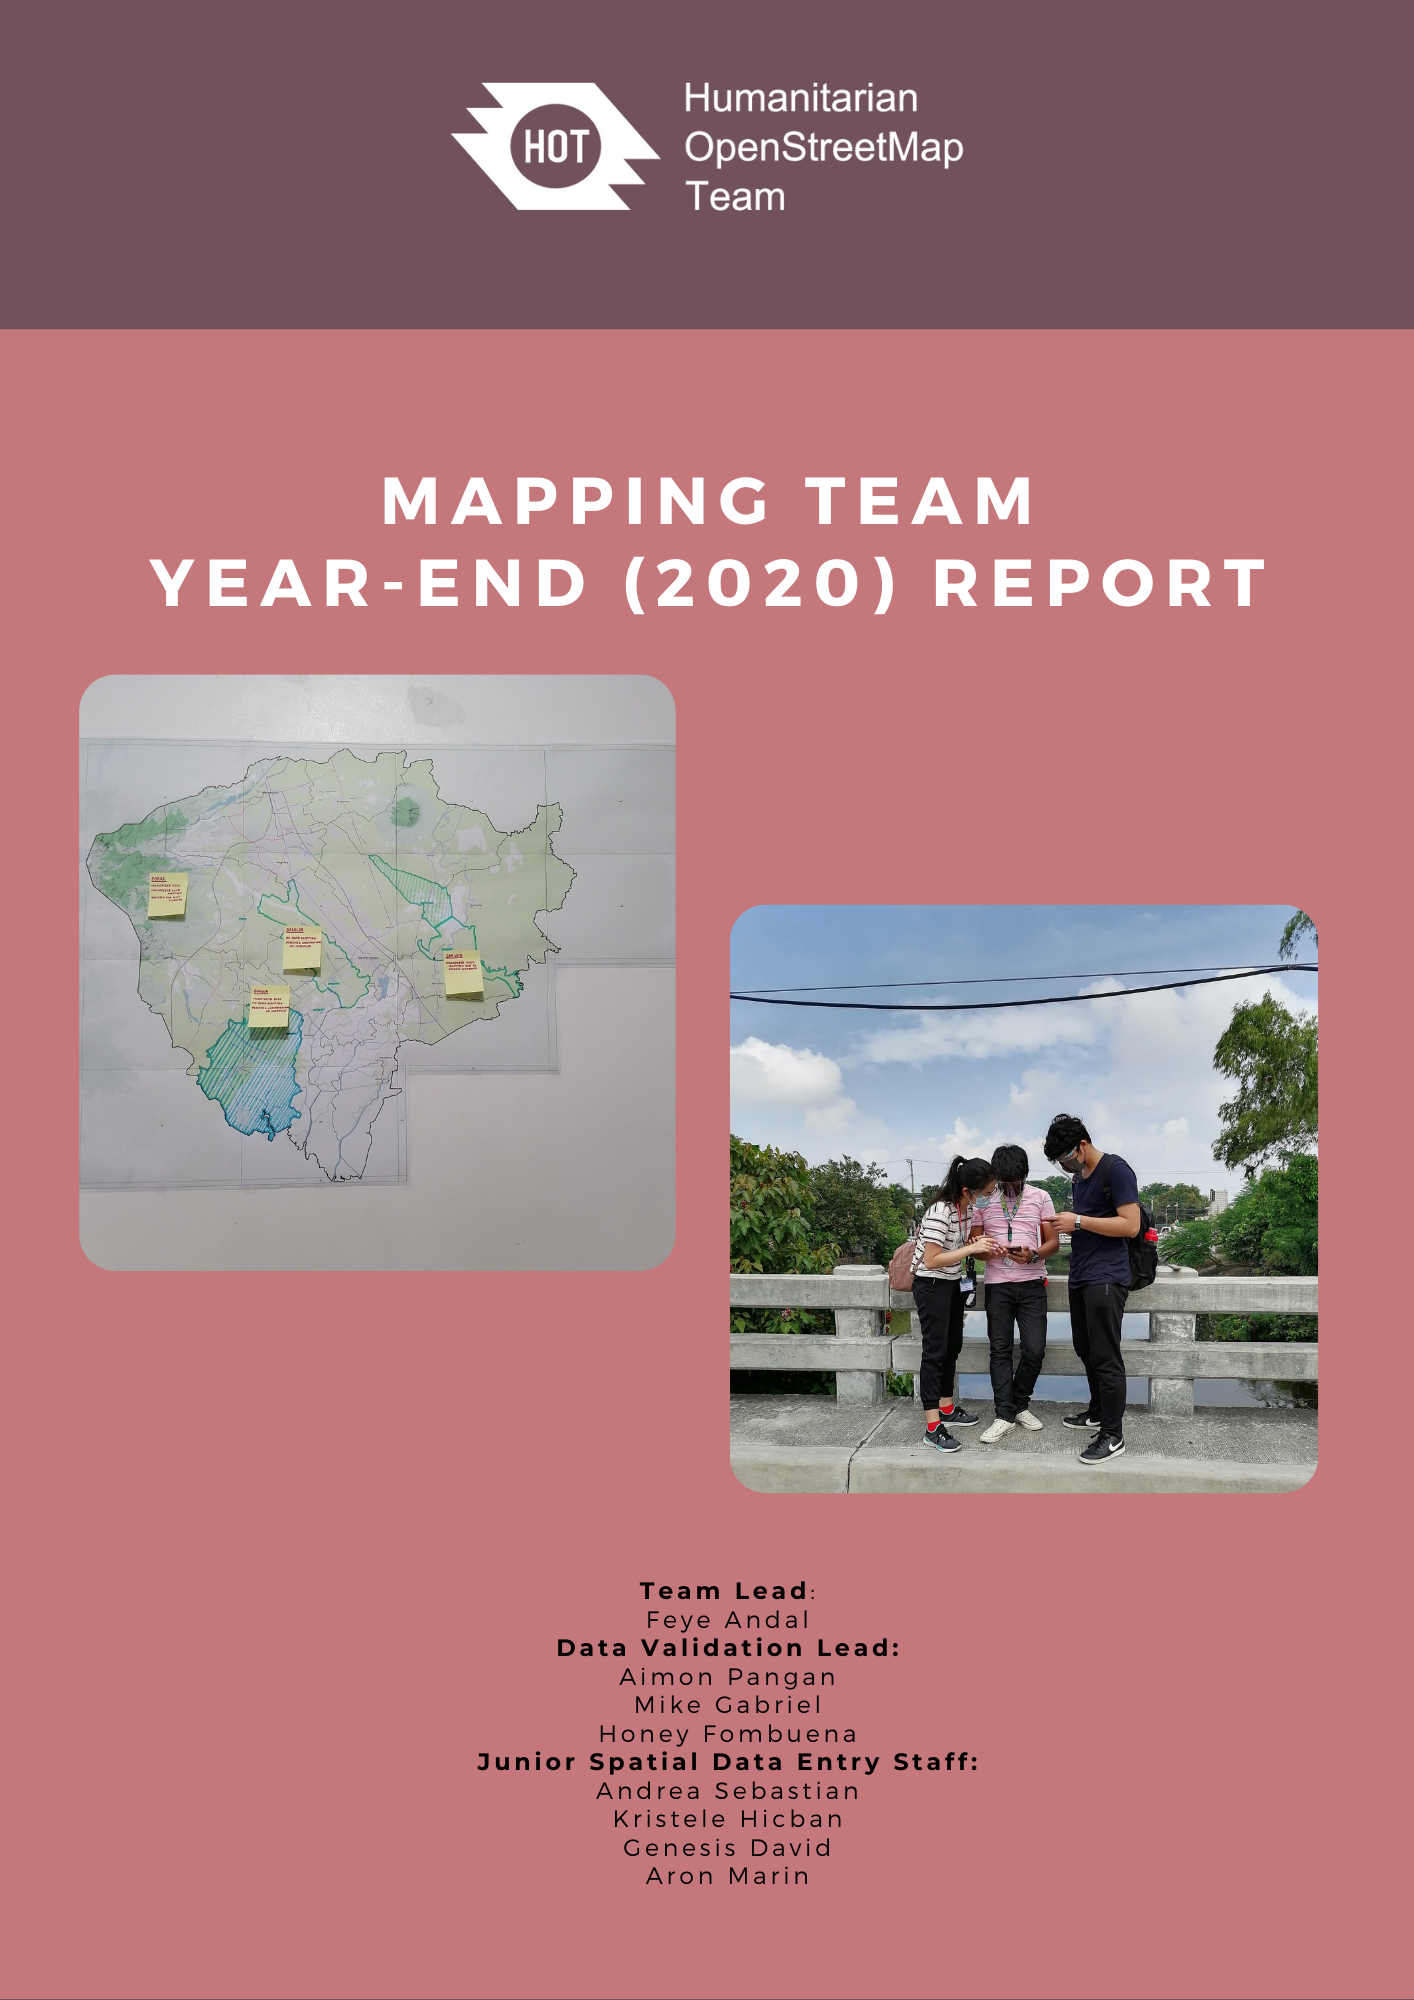 HOT
Humanitarian
OpenStreetMap
Team
MAPPING TEAM
YEAR-END (2020) REPORT
PORAC
Team Lead:
Feye Andal
Data Validation Lead:
Aimon Pangan
Mike Gabriel
Honey Fombuena
Junior Spatial Data Entry Staff:
Andrea Sebastian
Kristele Hicban
Genesis David
Aron Marin